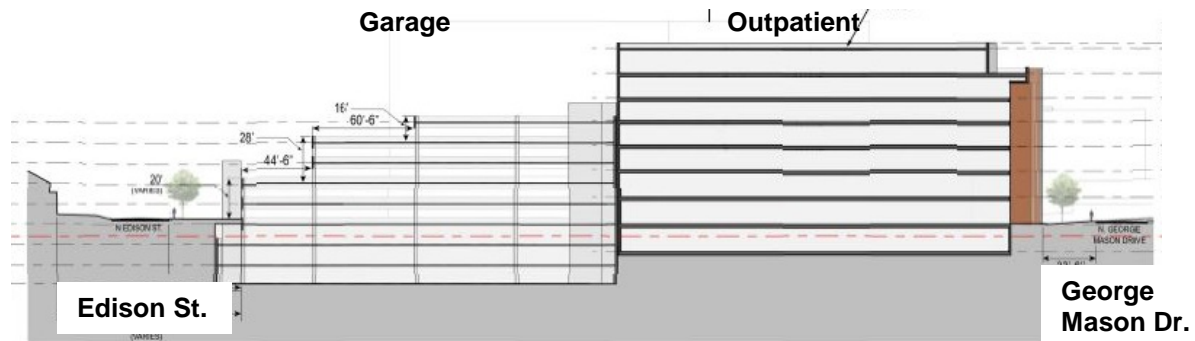 Garage
Outpatient
16'
60'-6"
28'
44'-6"
20'
(VARIES)
N EDISON ST.
N. GEORGE
MASON DRIVE
Edison St.
George
Mason Dr.
(VARIES)